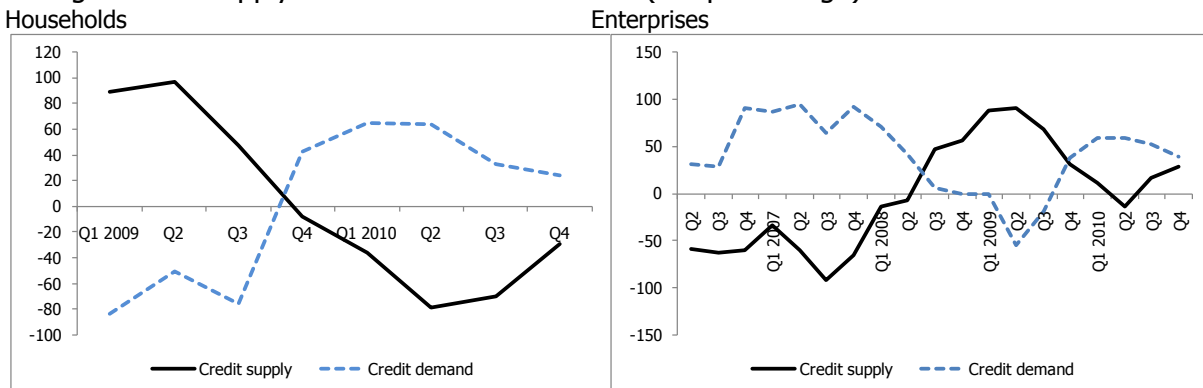 supply
Households
120
100
80
60
40
20
0
-20
-40
-60
-80
-100
Q1 2009 Q2 Q3 Q4 Q1 2010 Q2 Q3 Q4
Credit supply Credit demand
Enterprises
150
100
50
0
-50
-100
-150
Q2
Q3
Q4
Q1 2007
Q2
Q3
Q4
Q1 2008
Q2
Q3
Q4
Q1 2009
Q2
Q3
Q4
Q1 2010
Q2
Q3
Q4
Credit supply Credit demand